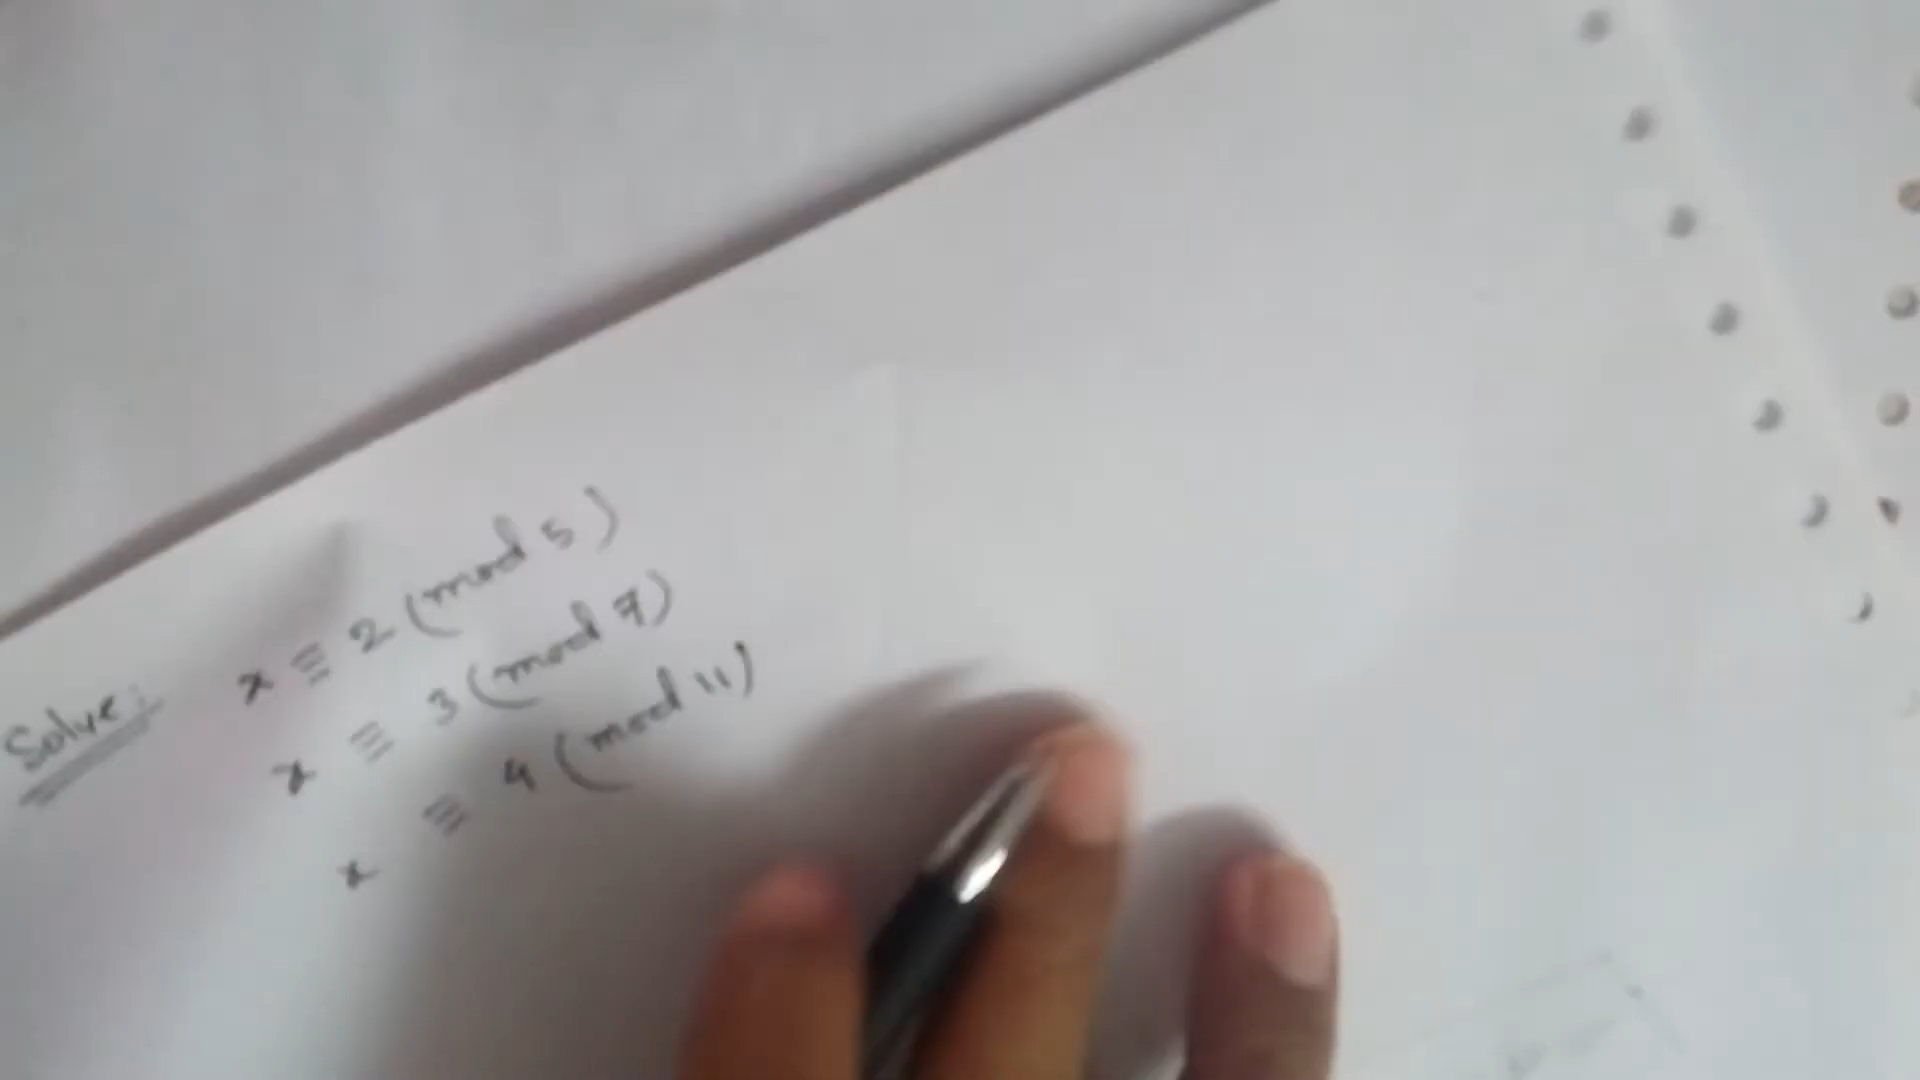 Solve: x ≡ 2 (mod 5)
x ≡ 3 (mod 7)
x ≡ 4 (mod 11)